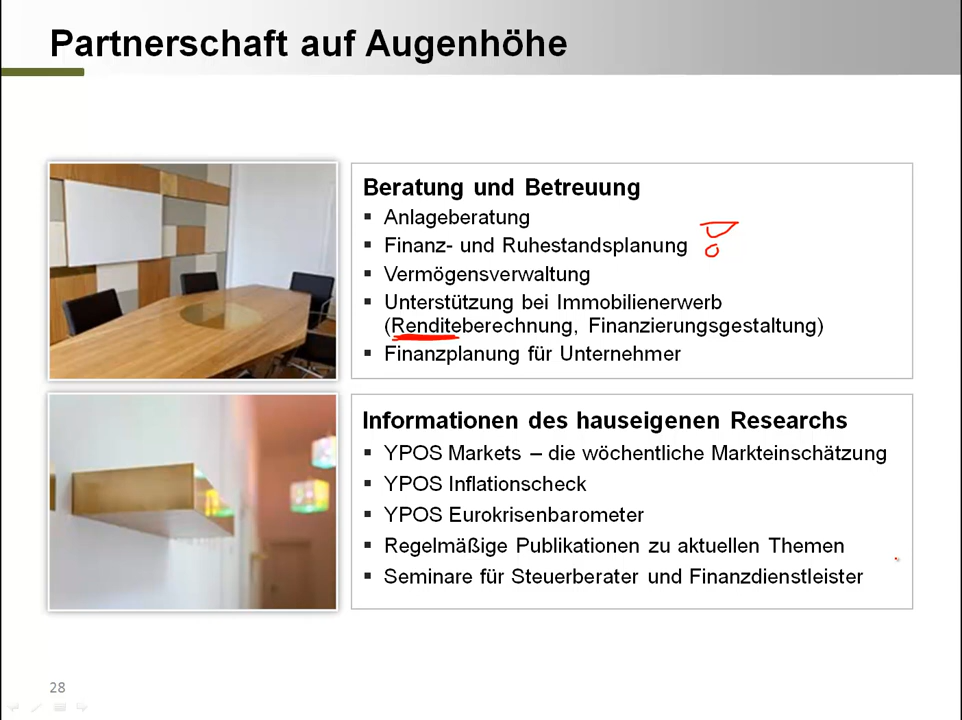 Partnerschaft auf Augenhöhe
Beratung und Betreuung
▪ Anlageberatung
▪ Finanz- und Ruhestandsplanung
▪ Vermögensverwaltung
▪ Unterstützung bei Immobilienerwerb
(Renditeberechnung, Finanzierungsgestaltung)
▪ Finanzplanung für Unternehmer
Informationen des hauseigenen Researchs
▪ YPOS Markets – die wöchentliche Markteinschätzung
▪ YPOS Inflationscheck
▪ YPOS Eurokrisenbarometer
▪ Regelmäßige Publikationen zu aktuellen Themen
▪ Seminare für Steuerberater und Finanzdienstleister
28